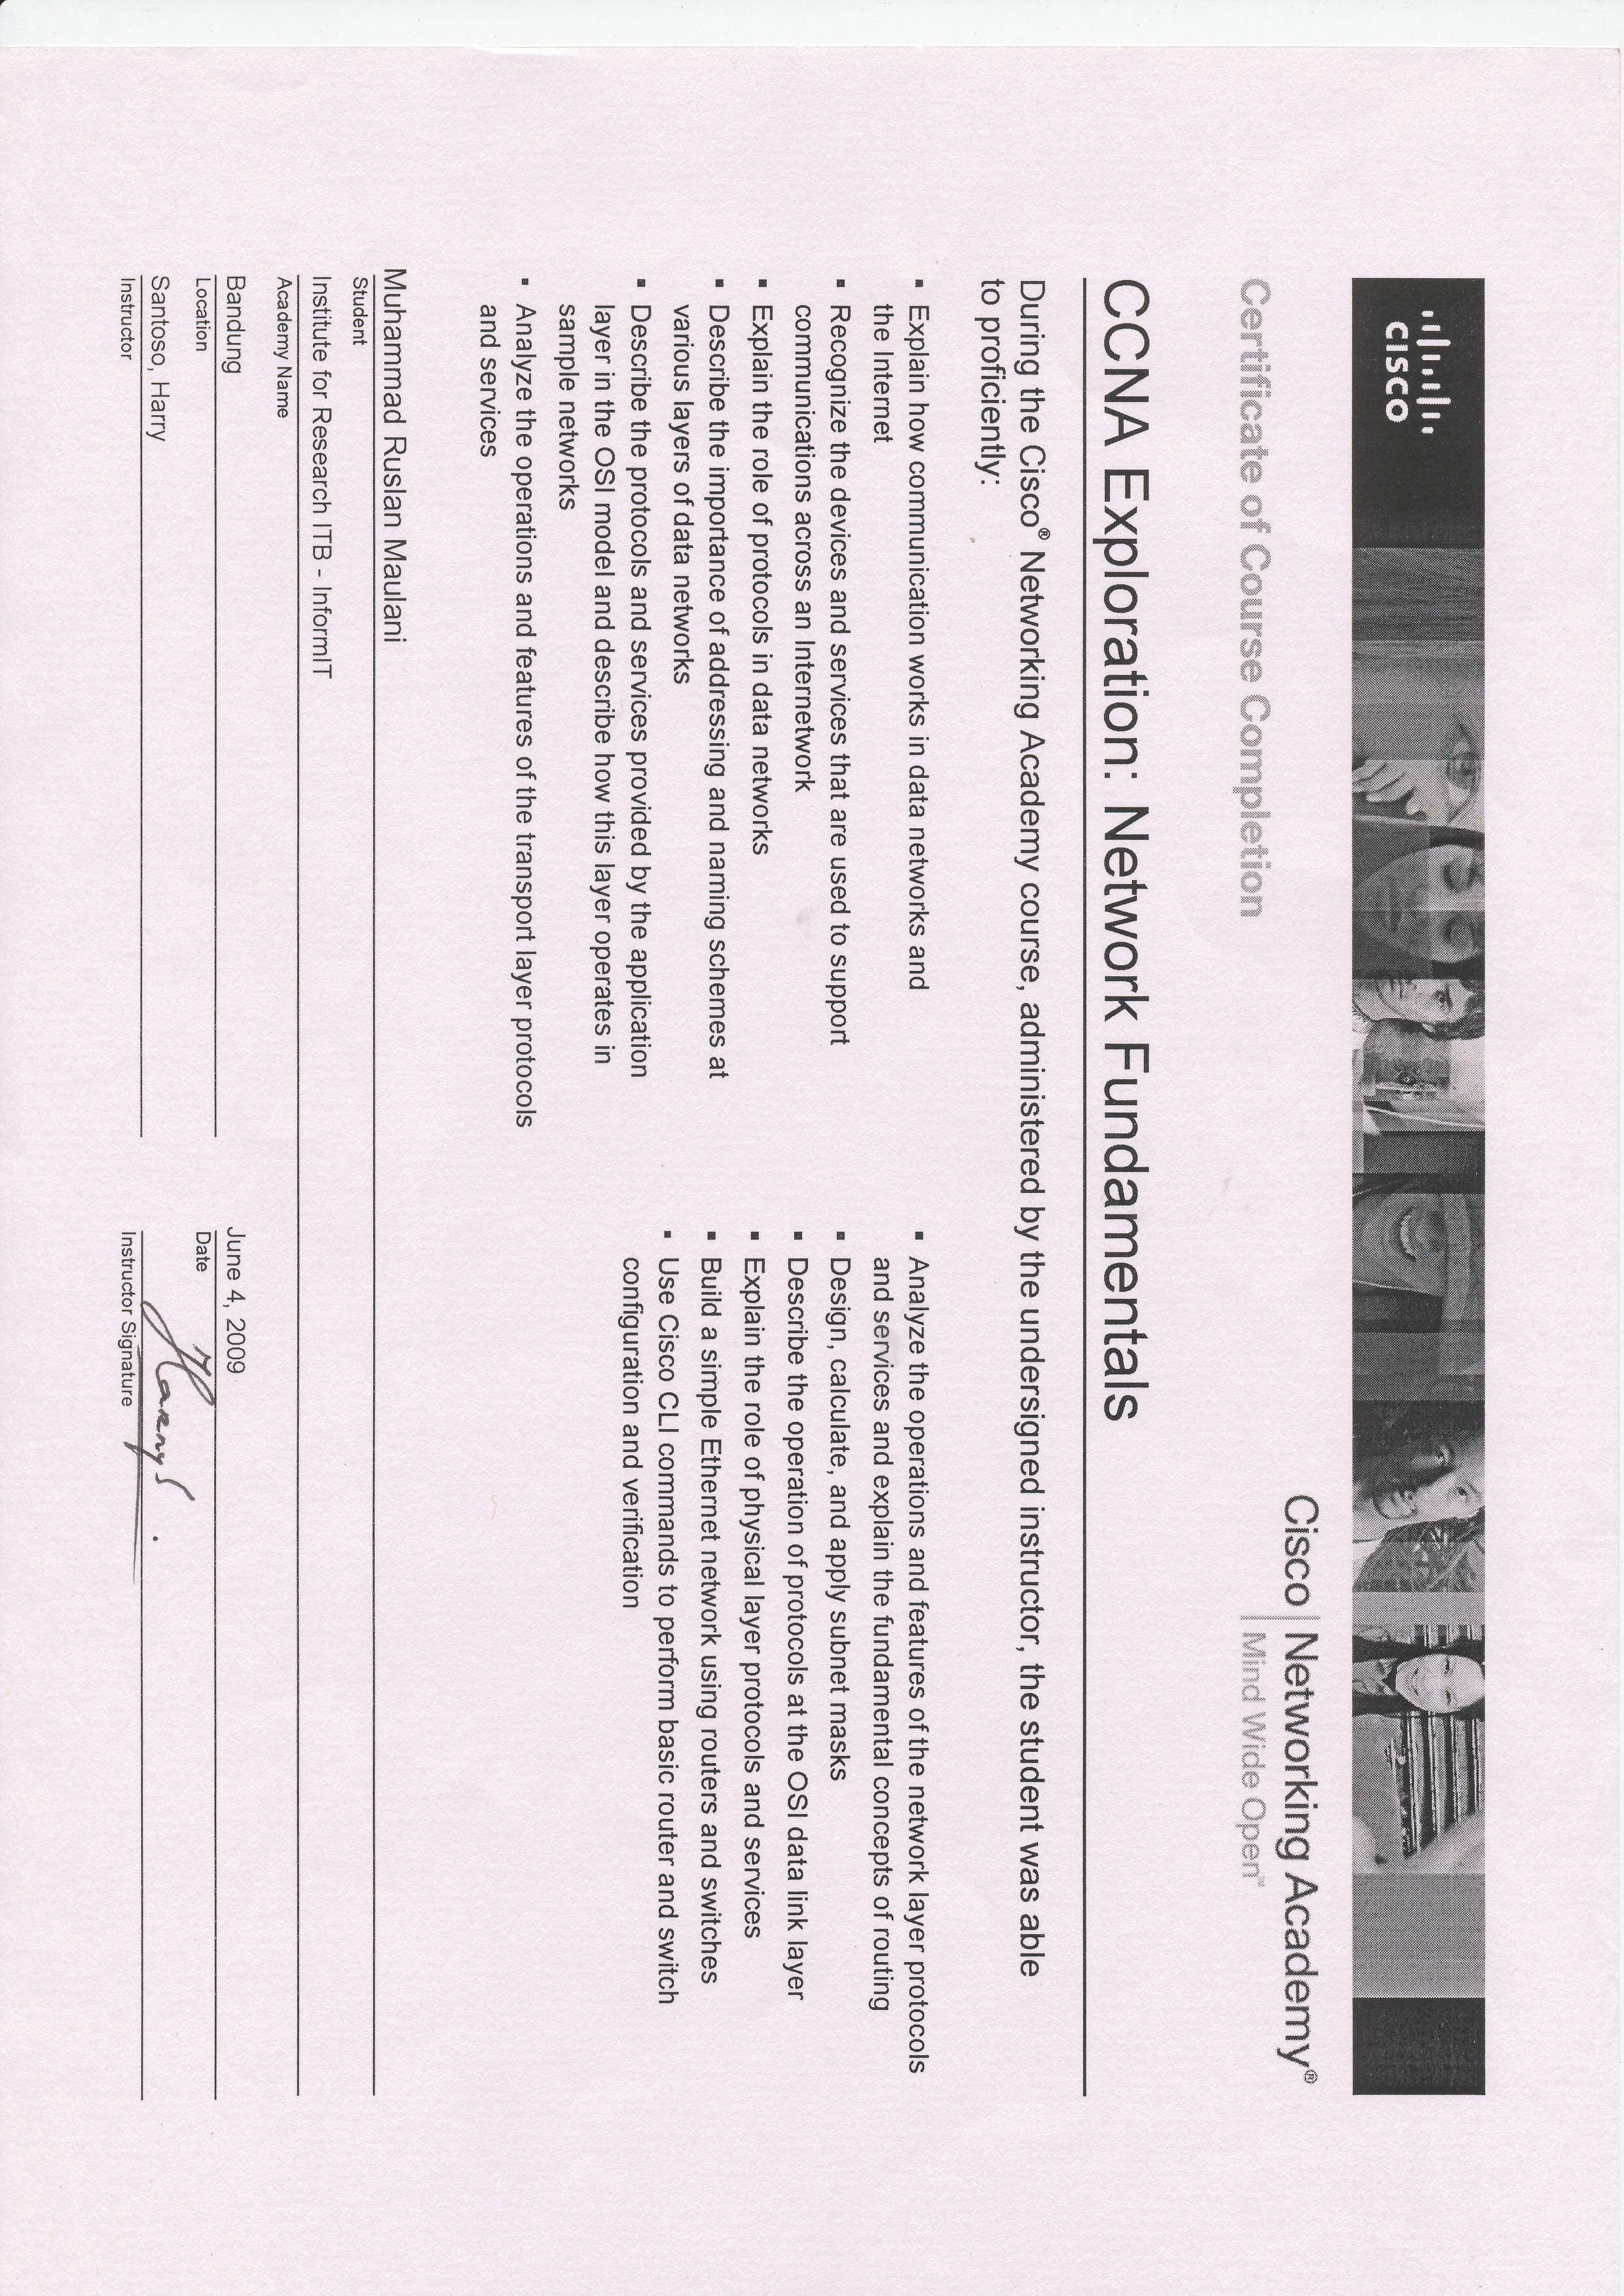 CISCO
Cisco | Networking Academy®
Mind Wide Open™
Certificate of Course Completion
CCNA Exploration: Network Fundamentals
During the Cisco® Networking Academy course, administered by the undersigned instructor, the student was able
to proficiently:
▪ Explain how communication works in data networks and
the Internet
▪ Recognize the devices and services that are used to support
communications across an Internetwork
▪ Explain the role of protocols in data networks
▪ Describe the importance of addressing and naming schemes at
various layers of data networks
▪ Describe the protocols and services provided by the application
layer in the OSI model and describe how this layer operates in
sample networks
▪ Analyze the operations and features of the transport layer protocols
and services
▪ Analyze the operations and features of the network layer protocols
and services and explain the fundamental concepts of routing
▪ Design, calculate, and apply subnet masks
▪ Describe the operation of protocols at the OSI data link layer
▪ Explain the role of physical layer protocols and services
▪ Build a simple Ethernet network using routers and switches
▪ Use Cisco CLI commands to perform basic router and switch
configuration and verification
Muhammad Ruslan Maulani
Student
Institute for Research ITB - InformIT
Academy Name
Bandung
Location
June 4, 2009
Date
Santoso, Harry
Instructor
Harry S.
Instructor Signature